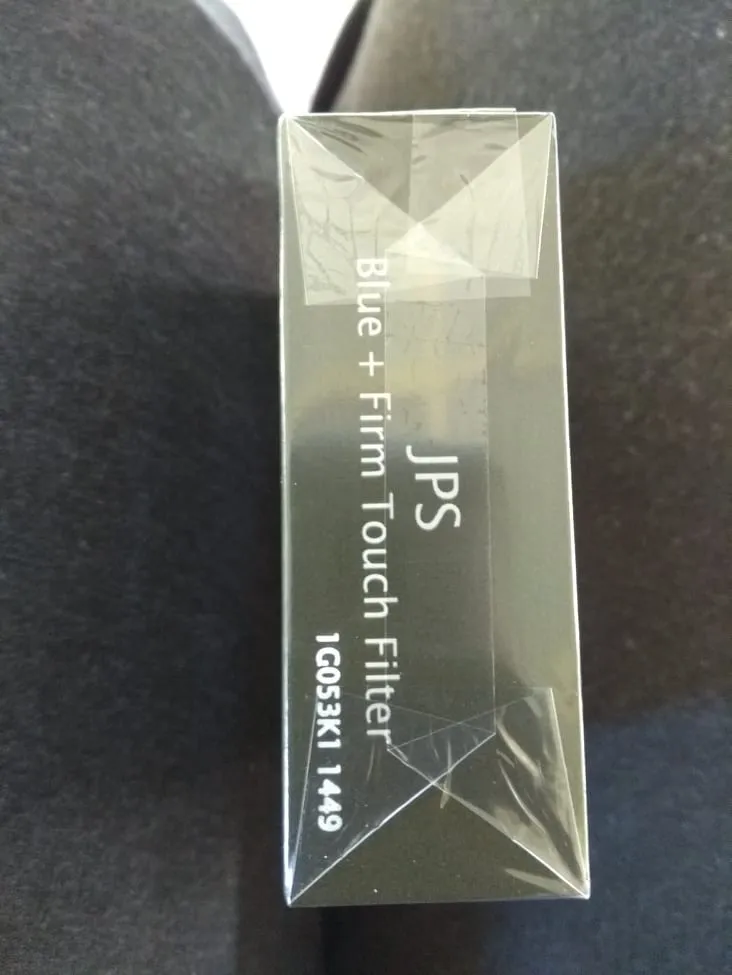 JPS
Blue + Firm Touch Filter
1G053K1 1449